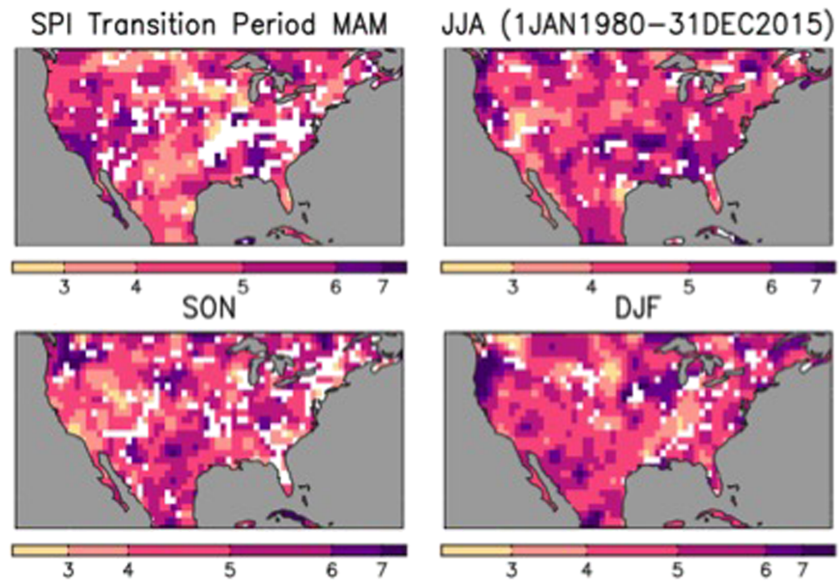 SPI Transition Period MAM
JJA (1JAN1980–31DEC2015)
3 4 5 6 7
3 4 5 6 7
SON
DJF
3 4 5 6 7
3 4 5 6 7